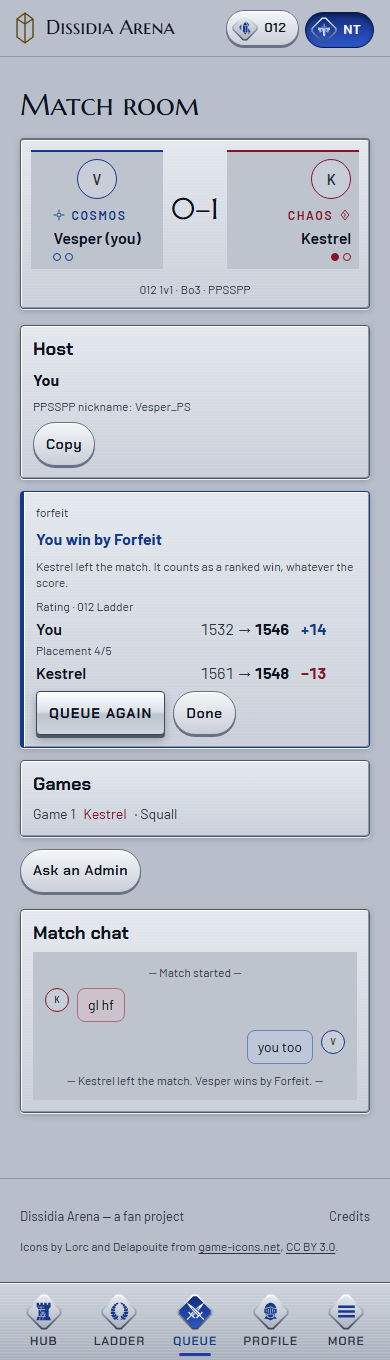 Dissidia Arena
012
NT
Match room
V
COSMOS
Vesper (you)
0–1
K
CHAOS
Kestrel
012 1v1 · Bo3 · PPSSPP
Host
You
PPSSPP nickname: Vesper_PS
Copy
forfeit
You win by Forfeit
Kestrel left the match. It counts as a ranked win, whatever the
score.
Rating · 012 Ladder
You 1532 → 1546 +14
Placement 4/5
Kestrel 1561 → 1548 −13
QUEUE AGAIN
Done
Games
Game 1 Kestrel · Squall
Ask an Admin
Match chat
— Match started —
K
gl hf
you too
V
— Kestrel left the match. Vesper wins by Forfeit. —
Dissidia Arena — a fan project
Credits
Icons by Lorc and Delapouite from game-icons.net, CC BY 3.0.
HUB
LADDER
QUEUE
PROFILE
MORE